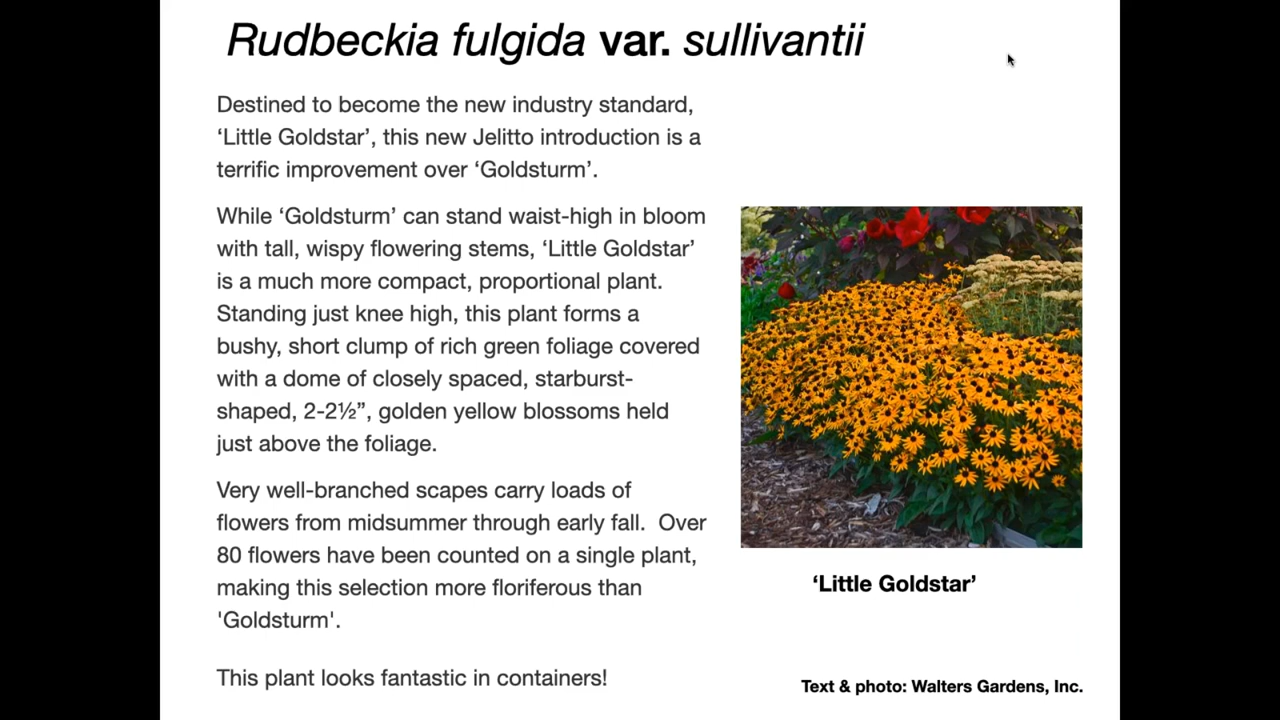 Rudbeckia fulgida var. sullivantii
Destined to become the new industry standard,
‘Little Goldstar’, this new Jelitto introduction is a
terrific improvement over ‘Goldsturm’.
While ‘Goldsturm’ can stand waist-high in bloom
with tall, wispy flowering stems, ‘Little Goldstar’
is a much more compact, proportional plant.
Standing just knee high, this plant forms a
bushy, short clump of rich green foliage covered
with a dome of closely spaced, starburst-
shaped, 2-2½”, golden yellow blossoms held
just above the foliage.
Very well-branched scapes carry loads of
flowers from midsummer through early fall.  Over
80 flowers have been counted on a single plant,
making this selection more floriferous than
'Goldsturm'.
This plant looks fantastic in containers!
‘Little Goldstar’
Text & photo: Walters Gardens, Inc.